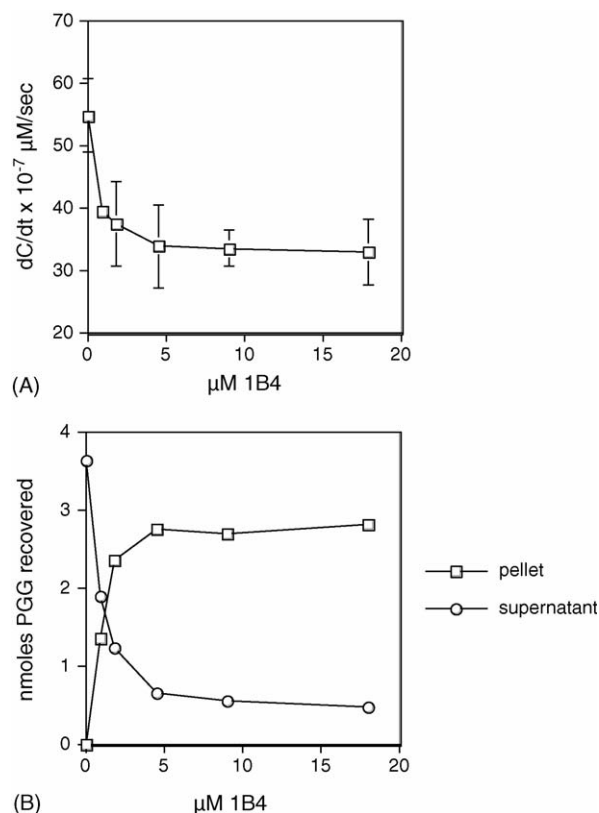 70
60
50
40
30
20
dC/dt x 10⁻⁷ μM/sec
0 5 10 15 20
(A) μM 1B4
4
3
2
1
0
nmoles PGG recovered
pellet
supernatant
0 5 10 15 20
(B) μM 1B4